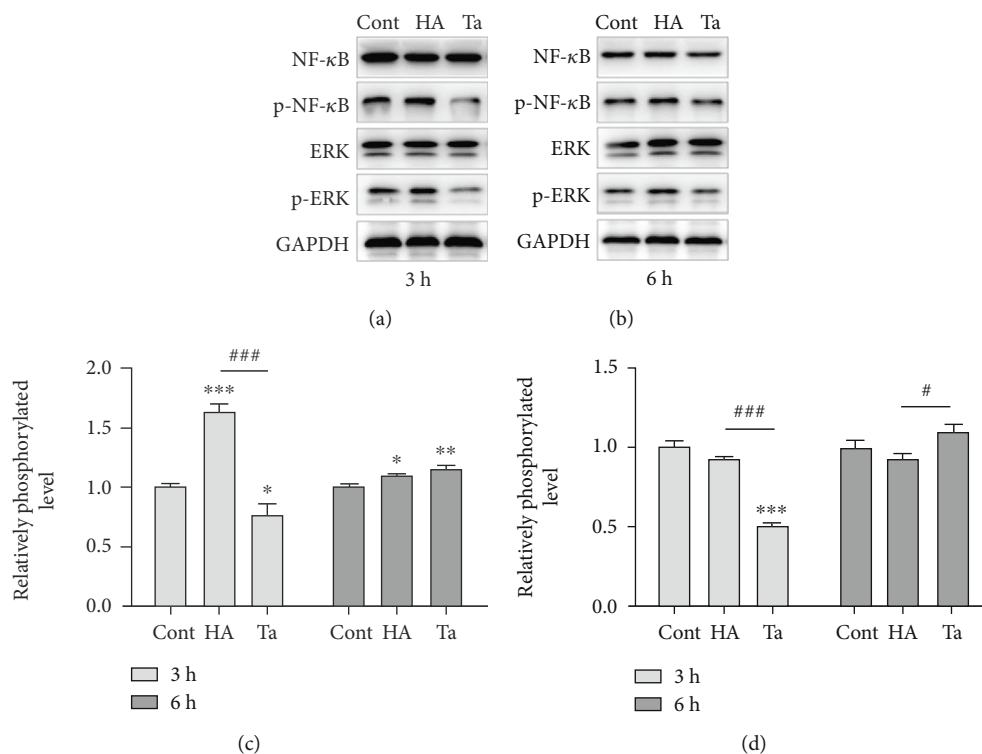 Cont HA Ta
NF-κB
p-NF-κB
ERK
p-ERK
GAPDH
3 h
(a)
Cont HA Ta
NF-κB
p-NF-κB
ERK
p-ERK
GAPDH
6 h
(b)
Relatively phosphorylated
level
2.0
1.5
1.0
0.5
0.0
###
***
*
*
**
Cont HA Ta Cont HA Ta
3 h
6 h
(c)
Relatively phosphorylated
level
1.5
1.0
0.5
0.0
###
***
#
Cont HA Ta Cont HA Ta
3 h
6 h
(d)